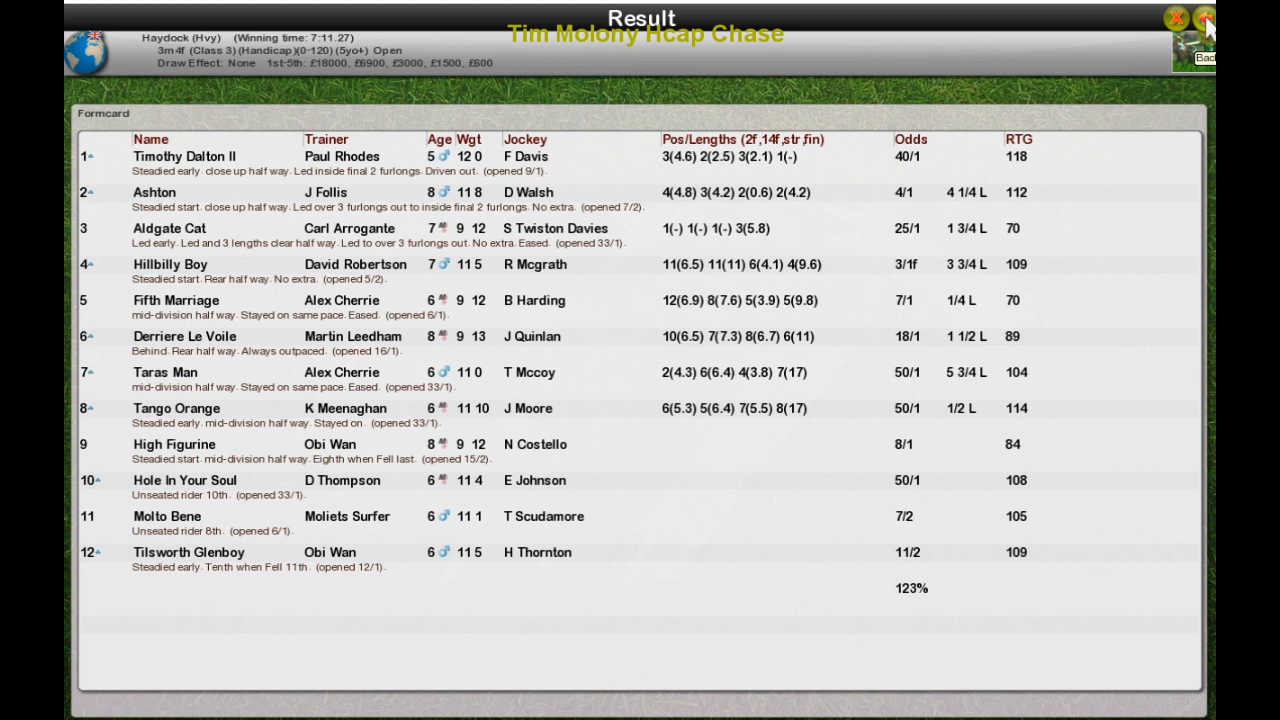 Result
Tim Molony Hcap Chase
Haydock (Hvy) (Winning time: 7:11.27)
3m4f (Class 3) (Handicap)(0-120) (5yo+) Open
Draw Effect: None 1st-5th: £18000, £6900, £3000, £1500, £600
Back
Formcard
Name Trainer Age Wgt Jockey Pos/Lengths (2f,14f,str,fin) Odds RTG
1 Timothy Dalton II Paul Rhodes 5 12 0 F Davis 3(4.6) 2(2.5) 3(2.1) 1(-) 40/1 118
Steadied early. close up half way. Led inside final 2 furlongs. Driven out. (opened 9/1).
2 Ashton J Follis 8 11 8 D Walsh 4(4.8) 3(4.2) 2(0.6) 2(4.2) 4/1 4 1/4 L 112
Steadied start. close up half way. Led over 3 furlongs out to inside final 2 furlongs. No extra. (opened 7/2).
3 Aldgate Cat Carl Arrogante 7 9 12 S Twiston Davies 1(-) 1(-) 1(-) 3(5.8) 25/1 1 3/4 L 70
Led early. Led and 3 lengths clear half way. Led to over 3 furlongs out. No extra. Eased. (opened 33/1).
4 Hillbilly Boy David Robertson 7 11 5 R Mcgrath 11(6.5) 11(11) 6(4.1) 4(9.6) 3/1f 3 3/4 L 109
Steadied start. Rear half way. No extra. (opened 5/2).
5 Fifth Marriage Alex Cherrie 6 9 12 B Harding 12(6.9) 8(7.6) 5(3.9) 5(9.8) 7/1 1/4 L 70
mid-division half way. Stayed on same pace. Eased. (opened 6/1).
6 Derriere Le Voile Martin Leedham 8 9 13 J Quinlan 10(6.5) 7(7.3) 8(6.7) 6(11) 18/1 1 1/2 L 89
Behind. Rear half way. Always outpaced. (opened 16/1).
7 Taras Man Alex Cherrie 6 11 0 T Mccoy 2(4.3) 6(6.4) 4(3.8) 7(17) 50/1 5 3/4 L 104
mid-division half way. Stayed on same pace. Eased. (opened 33/1).
8 Tango Orange K Meenaghan 6 11 10 J Moore 6(5.3) 5(6.4) 7(5.5) 8(17) 50/1 1/2 L 114
Steadied early. mid-division half way. Stayed on. (opened 33/1).
9 High Figurine Obi Wan 8 9 12 N Costello 8/1 84
Steadied start. mid-division half way. Eighth when Fell last. (opened 15/2).
10 Hole In Your Soul D Thompson 6 11 4 E Johnson 50/1 108
Unseated rider 10th. (opened 33/1).
11 Molto Bene Moliets Surfer 6 11 1 T Scudamore 7/2 105
Unseated rider 8th. (opened 6/1).
12 Tilsworth Glenboy Obi Wan 6 11 5 H Thornton 11/2 109
Steadied early. Tenth when Fell 11th. (opened 12/1).
123%